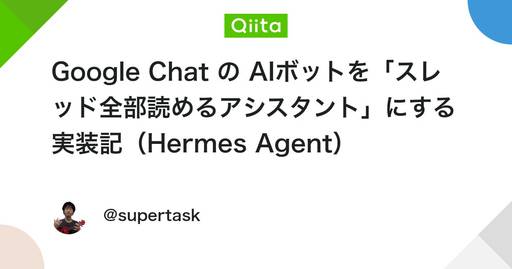 Qiita
Google Chat の AIボットを「スレ
ッド全部読めるアシスタント」にする
実装記（Hermes Agent）
@supertask